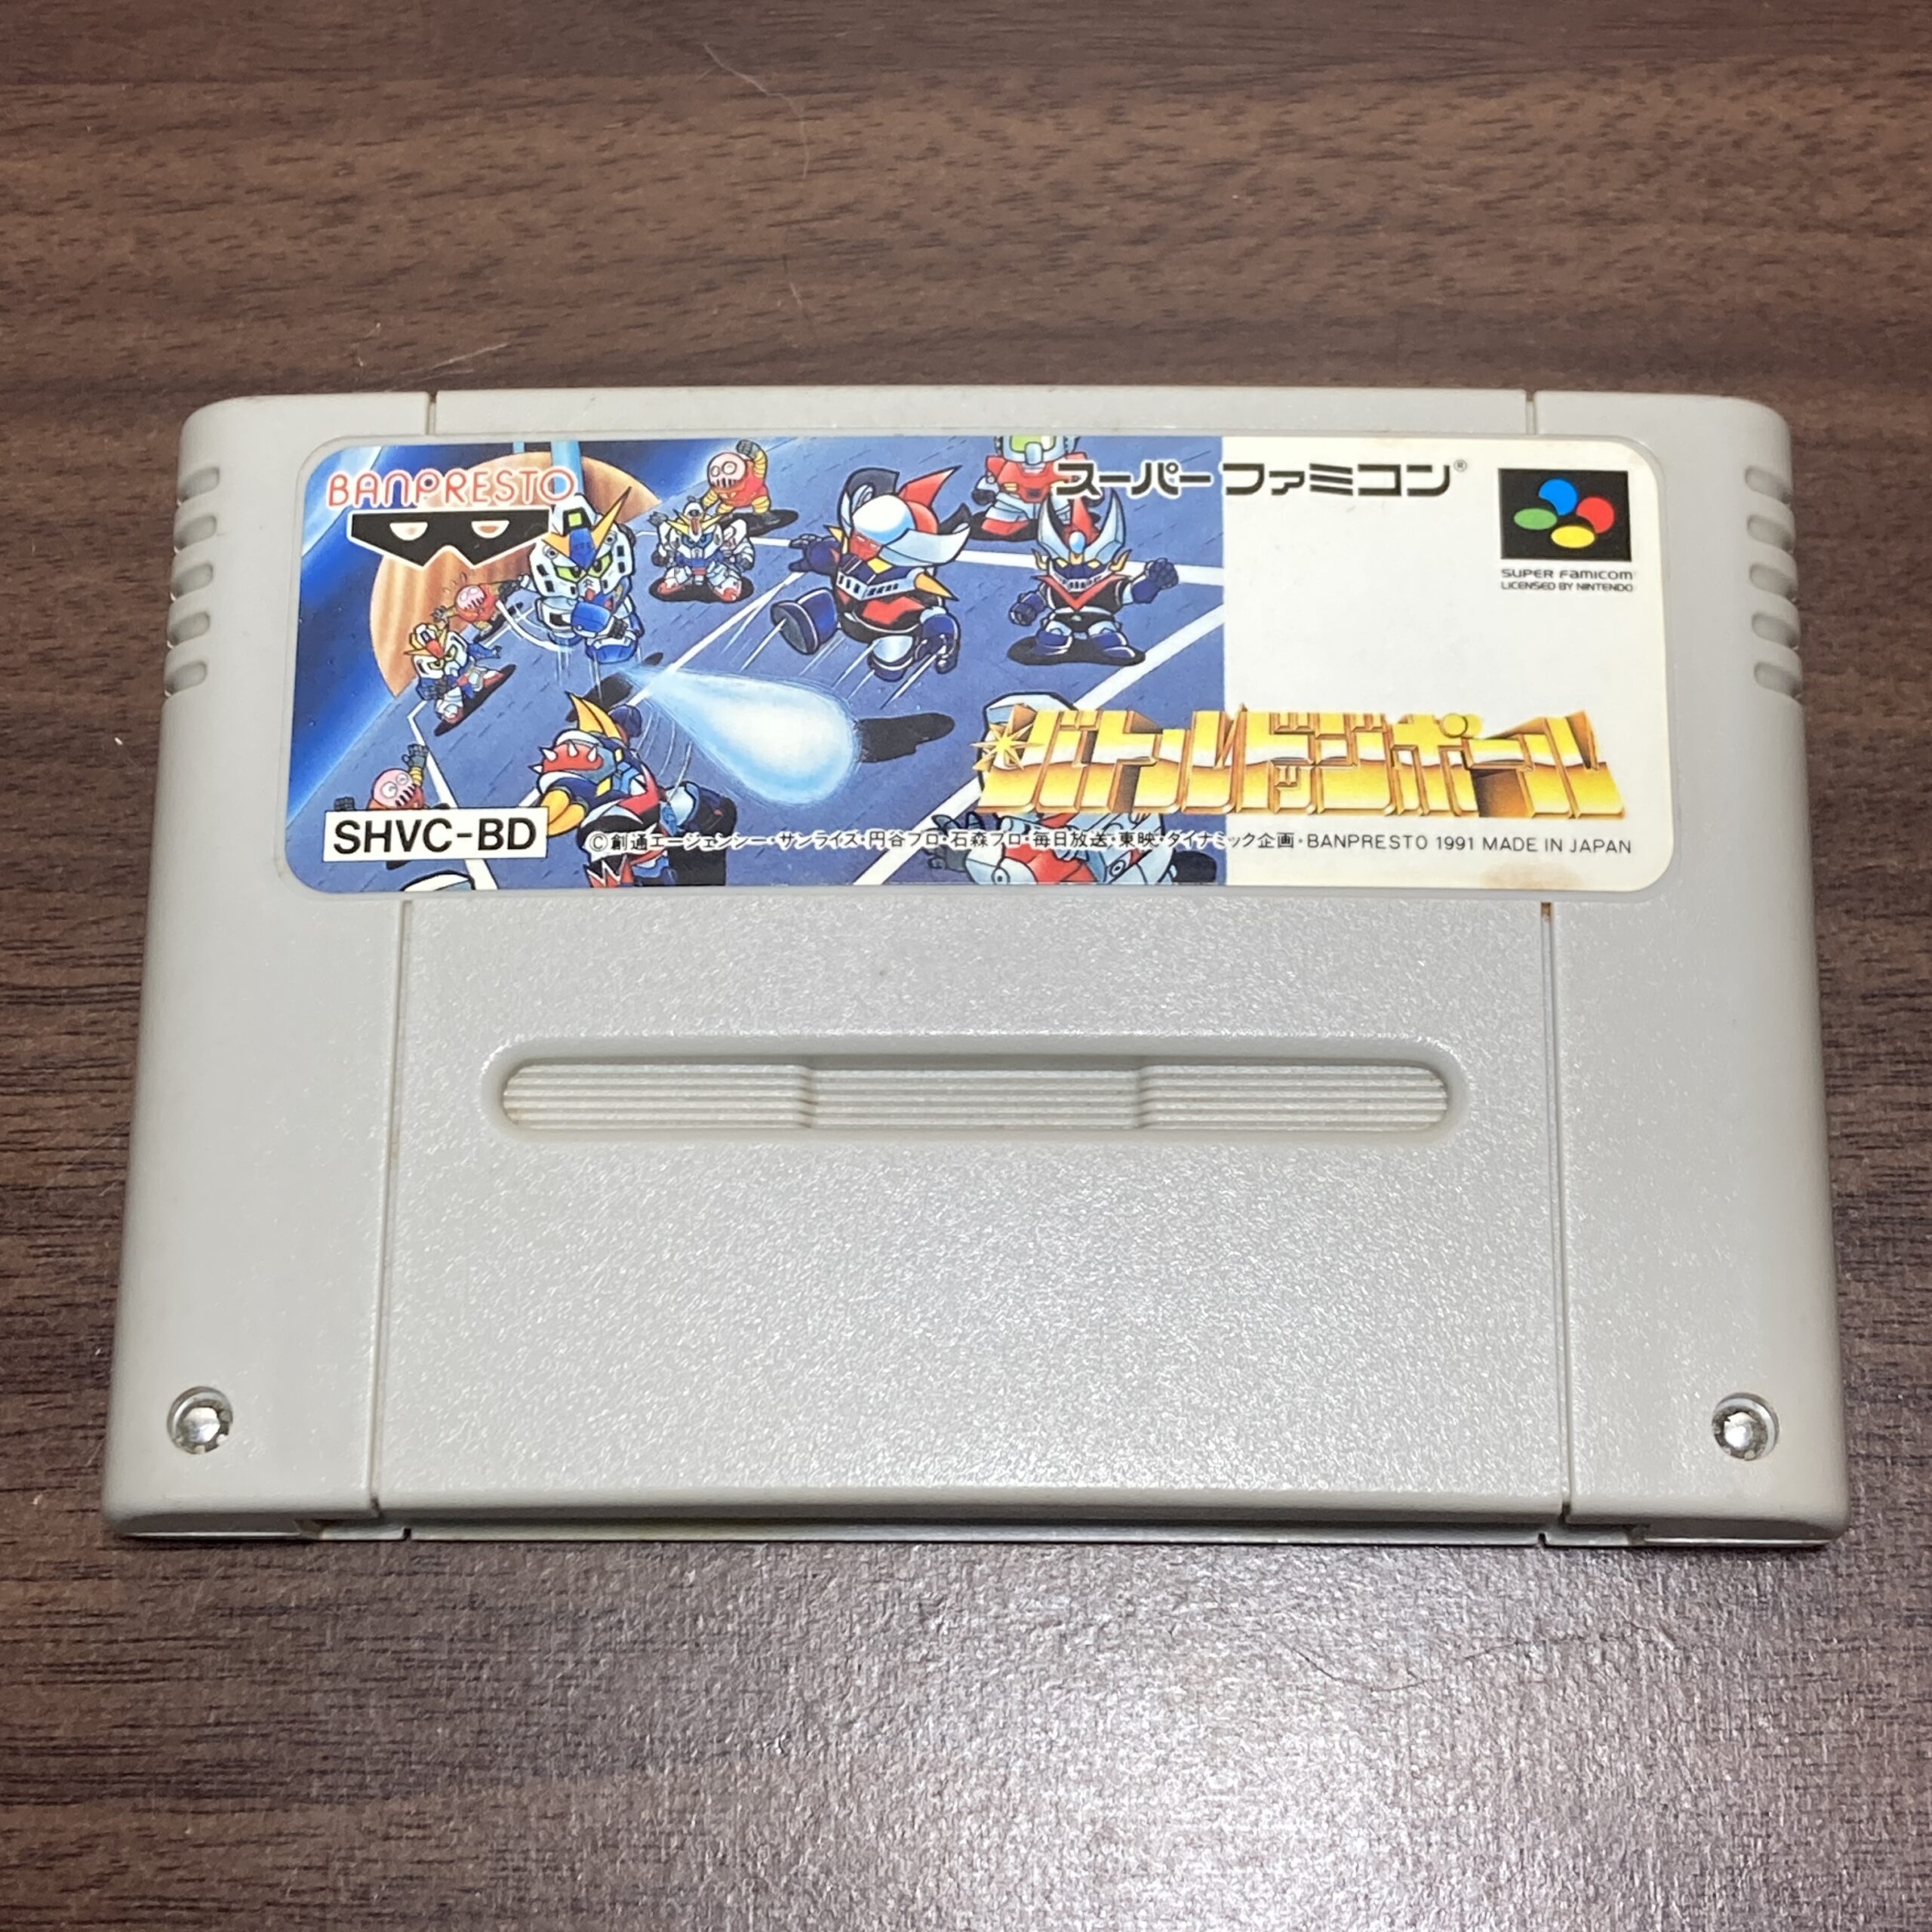 BANPRESTO
スーパーファミコン®
SUPER FAMICOM
LICENSED BY NINTENDO
バトルドッジボール
SHVC-BD
©創通エージェンシー・サンライズ・円谷プロ・石森プロ・毎日放送・東映・ダイナミック企画・BANPRESTO 1991 MADE IN JAPAN